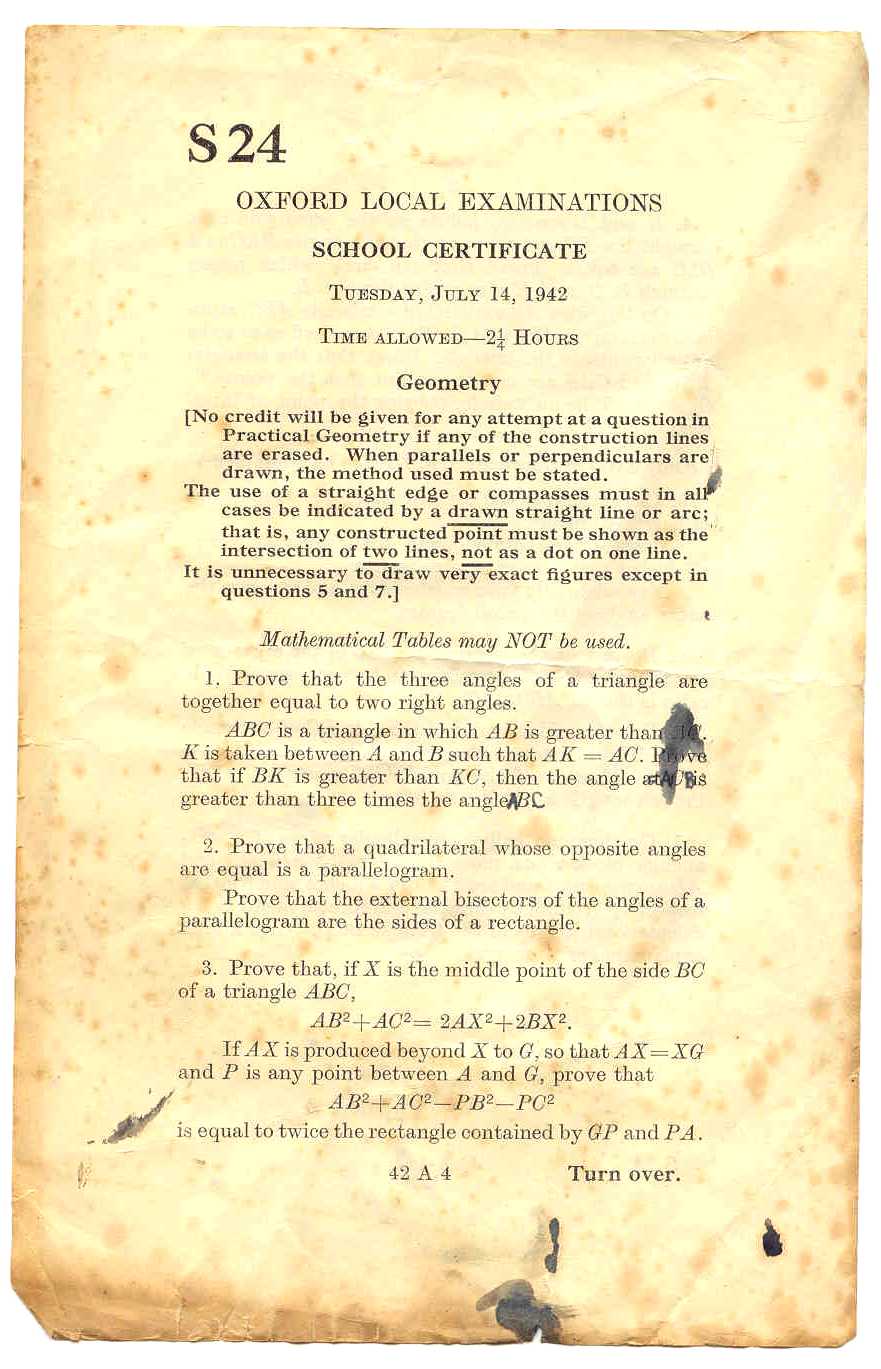 S 24
OXFORD LOCAL EXAMINATIONS
SCHOOL CERTIFICATE
TUESDAY, JULY 14, 1942
TIME ALLOWED—2¼ HOURS
Geometry
[No credit will be given for any attempt at a question in
Practical Geometry if any of the construction lines
are erased. When parallels or perpendiculars are
drawn, the method used must be stated.
The use of a straight edge or compasses must in all
cases be indicated by a drawn straight line or arc;
that is, any constructed point must be shown as the
intersection of two lines, not as a dot on one line.
It is unnecessary to draw very exact figures except in
questions 5 and 7.]
Mathematical Tables may NOT be used.
1. Prove that the three angles of a triangle are
together equal to two right angles.
ABC is a triangle in which AB is greater than AC.
K is taken between A and B such that AK = AC. Prove
that if BK is greater than KC, then the angle ACB is
greater than three times the angle ABC
2. Prove that a quadrilateral whose opposite angles
are equal is a parallelogram.
Prove that the external bisectors of the angles of a
parallelogram are the sides of a rectangle.
3. Prove that, if X is the middle point of the side BC
of a triangle ABC,
AB²+AC²= 2AX²+2BX².
If AX is produced beyond X to G, so that AX=XG
and P is any point between A and G, prove that
AB²+AC²—PB²—PC²
is equal to twice the rectangle contained by GP and PA.
42 A 4 Turn over.